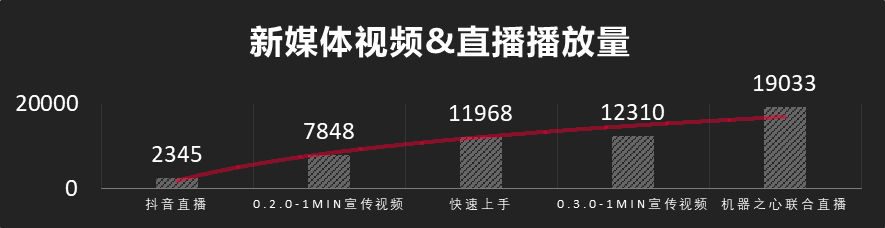 新媒体视频&直播播放量
20000
0
2345
7848
11968
12310
19033
抖音直播
0.2.0-1MIN宣传视频
快速上手
0.3.0-1MIN宣传视频
机器之心联合直播